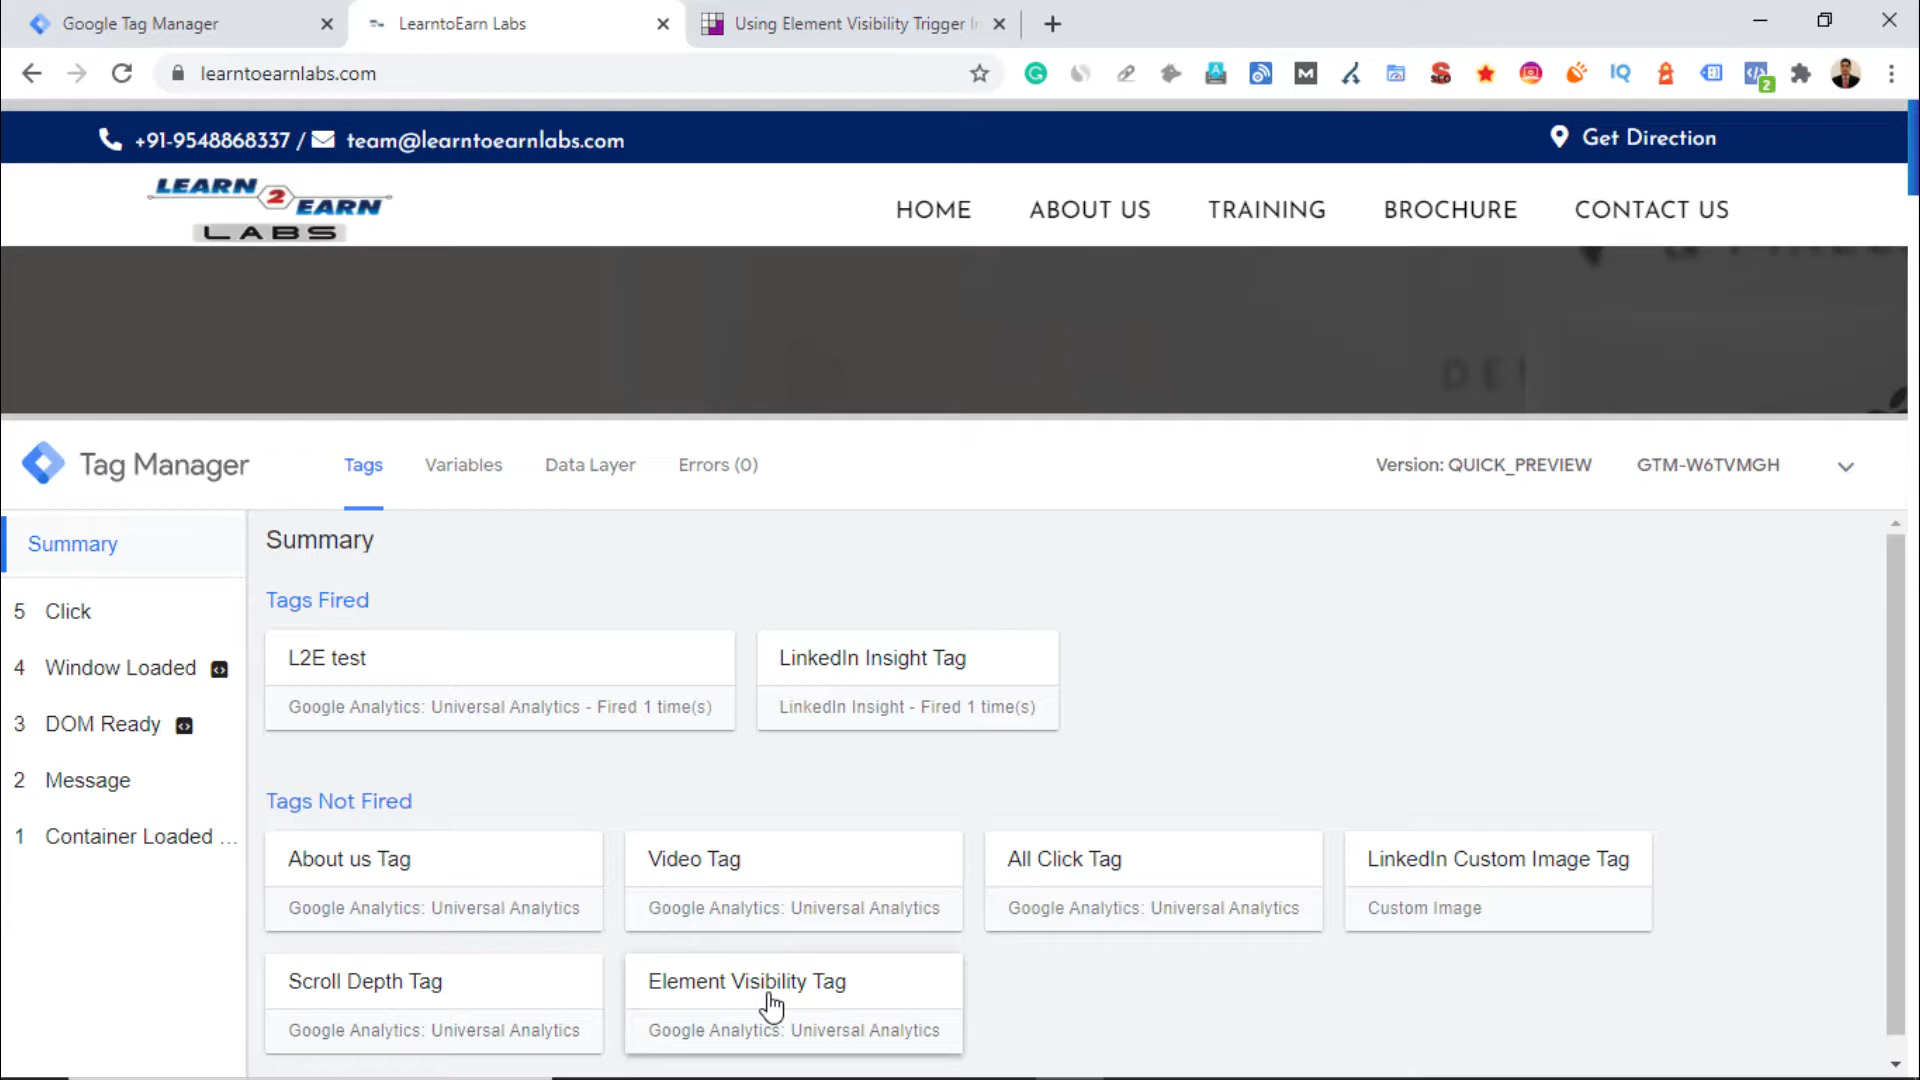 Google Tag Manager
LearntoEarn Labs
Using Element Visibility Trigger
learntoearnlabs.com
SEO
M
IQ
2
+91-9548868337 / team@learntoearnlabs.com
Get Direction
LEARN 2 EARN
LABS
HOME
ABOUT US
TRAINING
BROCHURE
CONTACT US
Tag Manager
Tags
Variables
Data Layer
Errors (0)
Version: QUICK_PREVIEW
GTM-W6TVMGH
Summary
5 Click
4 Window Loaded
3 DOM Ready
2 Message
1 Container Loaded ...
Summary
Tags Fired
L2E test
Google Analytics: Universal Analytics - Fired 1 time(s)
LinkedIn Insight Tag
LinkedIn Insight - Fired 1 time(s)
Tags Not Fired
About us Tag
Google Analytics: Universal Analytics
Video Tag
Google Analytics: Universal Analytics
All Click Tag
Google Analytics: Universal Analytics
LinkedIn Custom Image Tag
Custom Image
Scroll Depth Tag
Google Analytics: Universal Analytics
Element Visibility Tag
Google Analytics: Universal Analytics